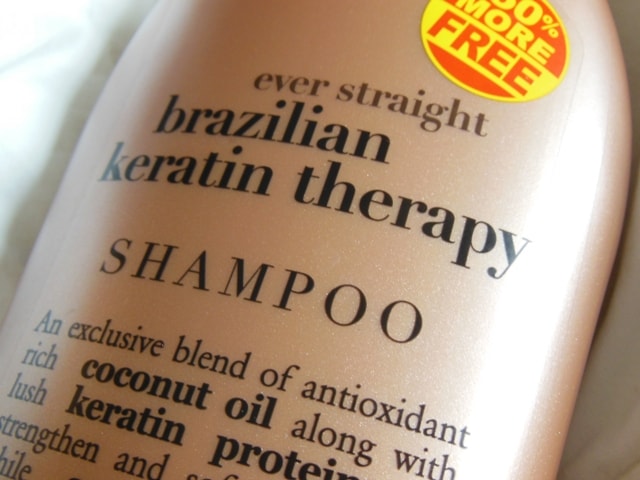 MORE
FREE
ever straight
brazilian
keratin therapy
SHAMPOO
An exclusive blend of antioxidant
rich coconut oil along with
lush keratin protein
strengthen and